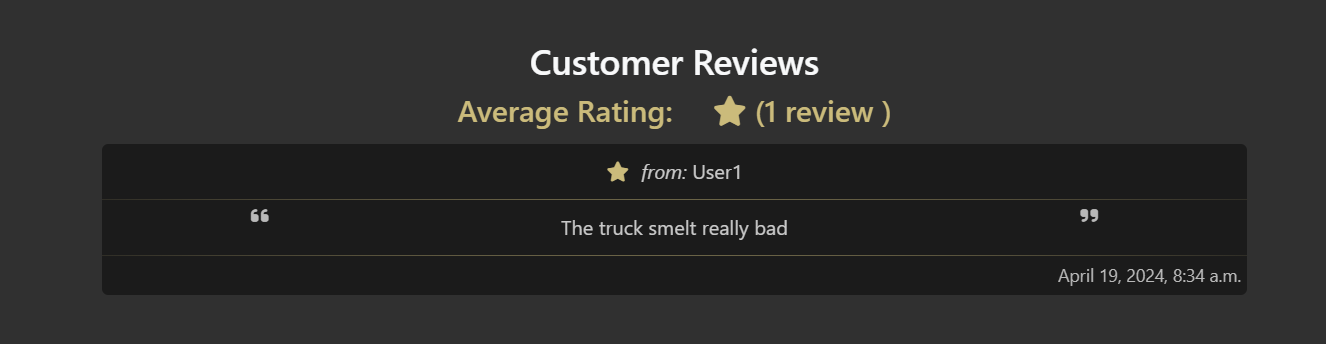 Customer Reviews
Average Rating: (1 review )
from: User1
“ The truck smelt really bad ”
April 19, 2024, 8:34 a.m.